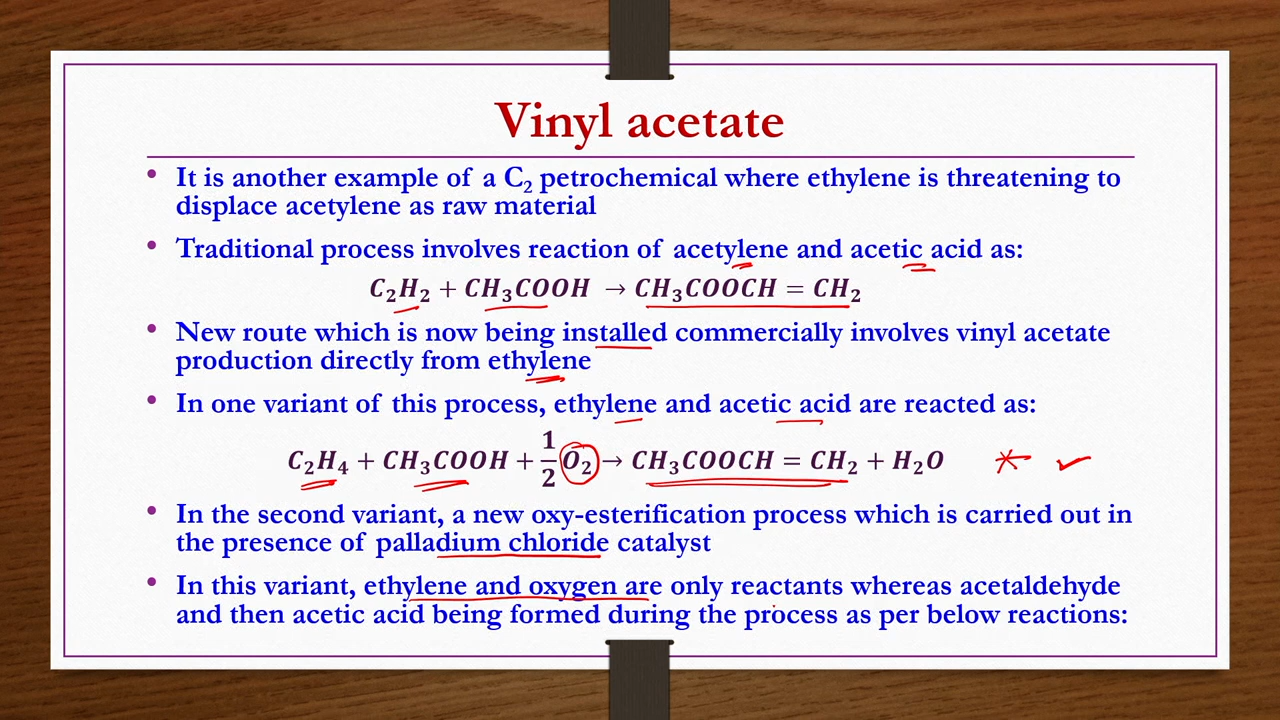 Vinyl acetate
• It is another example of a C₂ petrochemical where ethylene is threatening to
displace acetylene as raw material
• Traditional process involves reaction of acetylene and acetic acid as:
C₂H₂ + CH₃COOH → CH₃COOCH = CH₂
• New route which is now being installed commercially involves vinyl acetate
production directly from ethylene
• In one variant of this process, ethylene and acetic acid are reacted as:
C₂H₄ + CH₃COOH + 1/2 O₂ → CH₃COOCH = CH₂ + H₂O
• In the second variant, a new oxy-esterification process which is carried out in
the presence of palladium chloride catalyst
• In this variant, ethylene and oxygen are only reactants whereas acetaldehyde
and then acetic acid being formed during the process as per below reactions: